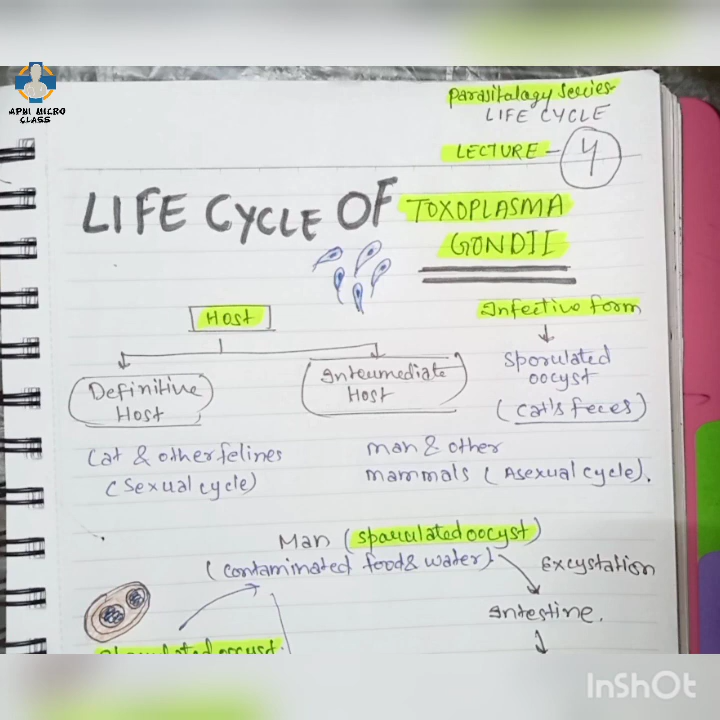 APNI MICRO
CLASS
Parasitology Series
LIFE CYCLE
LECTURE - 4
LIFE CYCLE OF TOXOPLASMA
GONDII
Host
Infective form
Definitive
Host
Intermediate
Host
Sporulated
oocyst
(Cat's feces)
Cat & other felines
(Sexual cycle)
man & other
mammals (Asexual cycle).
Man (sporulated oocyst)
(contaminated food & water)
Excystation
Intestine.
oocyst.
InShOt